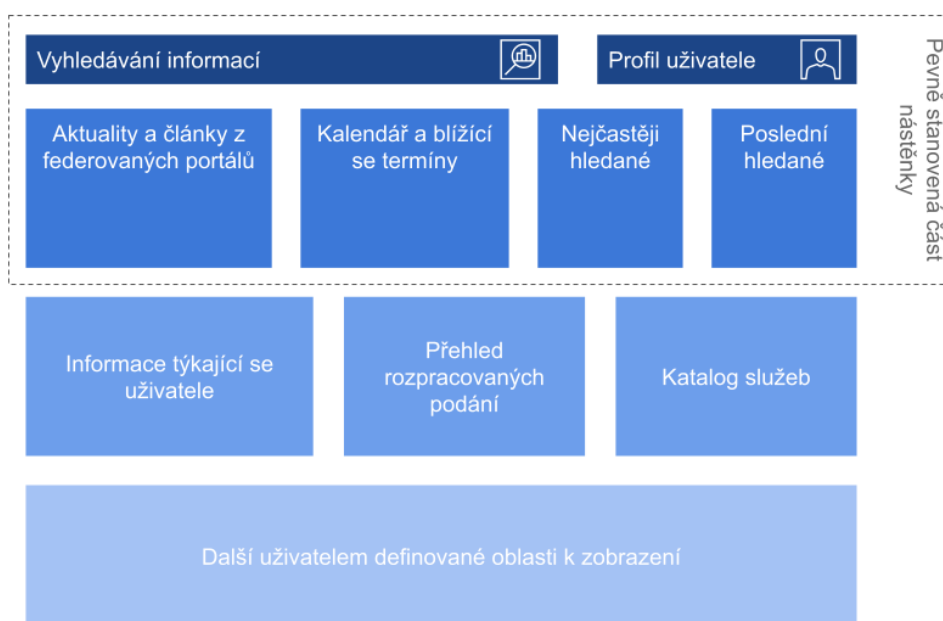 Vyhledávání informací
Profil uživatele
Pevně stanovená část
nástěnky
Aktuality a články z
federovaných portálů
Kalendář a blížící
se termíny
Nejčastěji
hledané
Poslední
hledané
Informace týkající se
uživatele
Přehled
rozpracovaných
podání
Katalog služeb
Další uživatelem definované oblasti k zobrazení